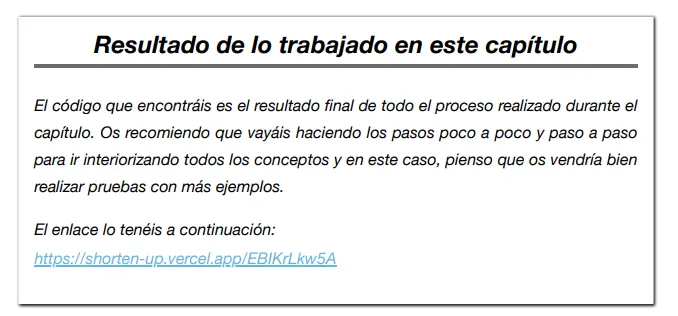 Resultado de lo trabajado en este capítulo
El código que encontráis es el resultado final de todo el proceso realizado durante el
capítulo. Os recomiendo que vayáis haciendo los pasos poco a poco y paso a paso
para ir interiorizando todos los conceptos y en este caso, pienso que os vendría bien
realizar pruebas con más ejemplos.
El enlace lo tenéis a continuación:
https://shorten-up.vercel.app/EBIKrLkw5A